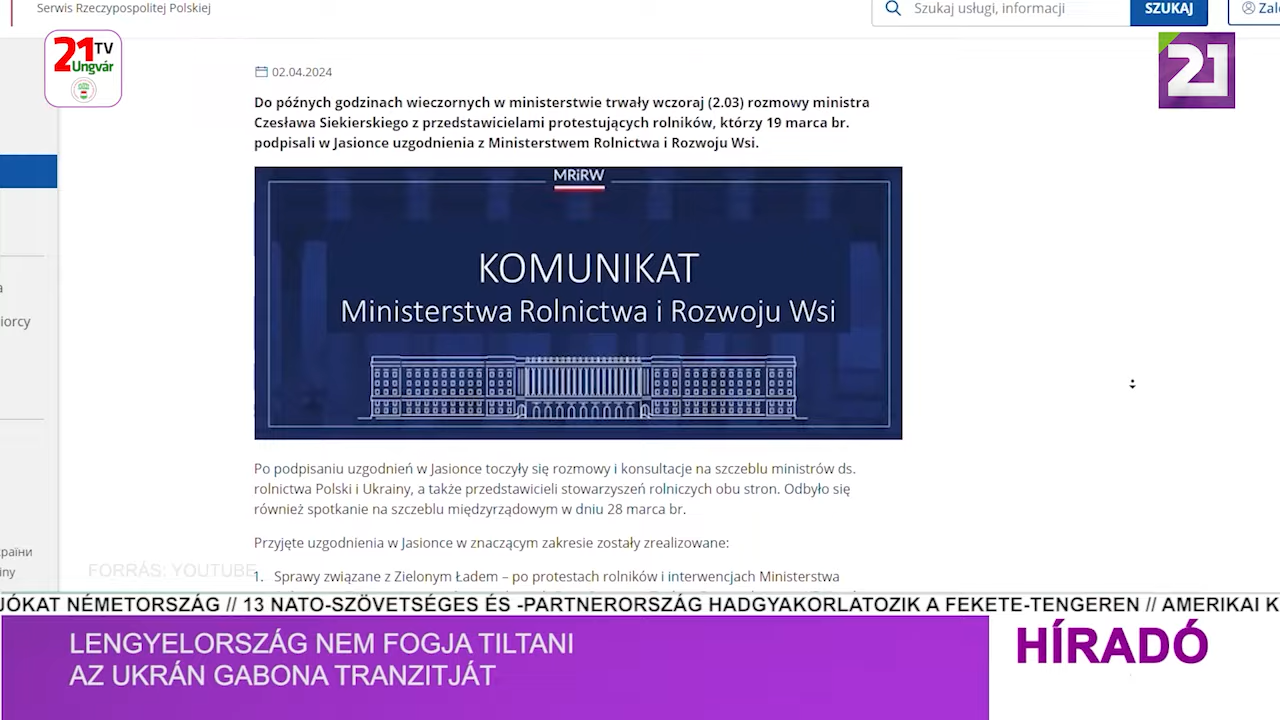 Serwis Rzeczypospolitej Polskiej
Szukaj usługi, informacji
SZUKAJ
21 TV
Ungvár
21
02.04.2024
Do późnych godzinach wieczornych w ministerstwie trwały wczoraj (2.03) rozmowy ministra
Czesława Siekierskiego z przedstawicielami protestujących rolników, którzy 19 marca br.
podpisali w Jasionce uzgodnienia z Ministerstwem Rolnictwa i Rozwoju Wsi.
MRiRW
KOMUNIKAT
Ministerstwa Rolnictwa i Rozwoju Wsi
Po podpisaniu uzgodnień w Jasionce toczyły się rozmowy i konsultacje na szczeblu ministrów ds.
rolnictwa Polski i Ukrainy, a także przedstawicieli stowarzyszeń rolniczych obu stron. Odbyło się
również spotkanie na szczeblu międzyrządowym w dniu 28 marca br.
Przyjęte uzgodnienia w Jasionce w znaczącym zakresie zostały zrealizowane:
FORRÁS: YOUTUBE
1. Sprawy związane z Zielonym Ładem – po protestach rolników i interwencjach Ministerstwa
JÓKAT NÉMETORSZÁG // 13 NATO-SZÖVETSÉGES ÉS -PARTNERORSZÁG HADGYAKORLATOZIK A FEKETE-TENGEREN // AMERIKAI K
LENGYELORSZÁG NEM FOGJA TILTANI
AZ UKRÁN GABONA TRANZITJÁT
HÍRADÓ